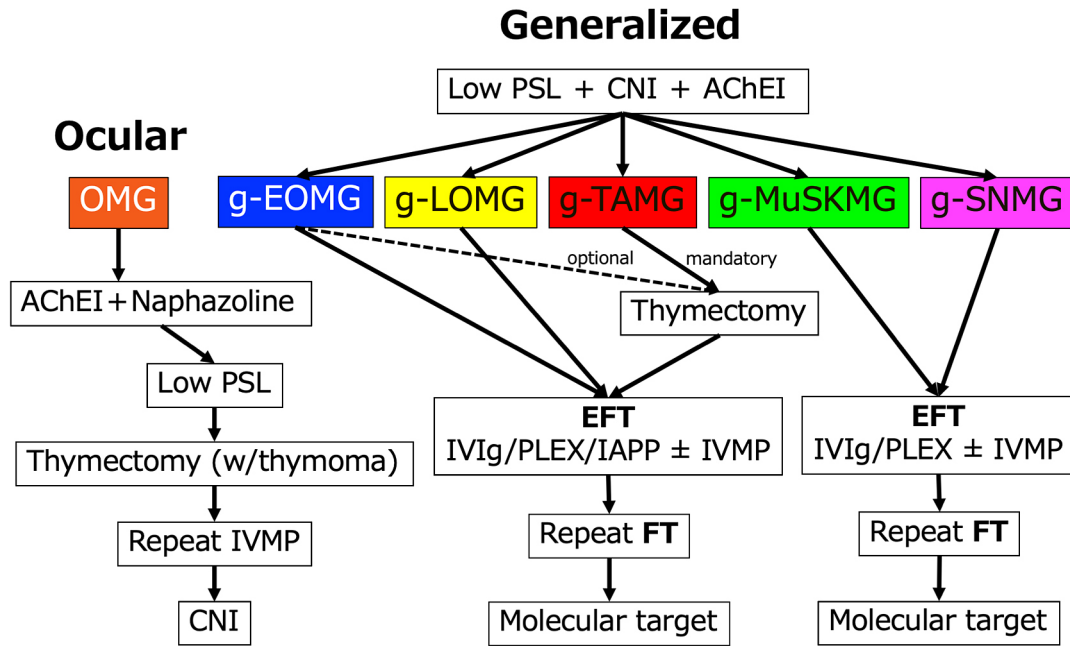 Generalized
Low PSL + CNI + AChEI
Ocular
OMG
g-EOMG
g-LOMG
g-TAMG
g-MuSKMG
g-SNMG
optional
mandatory
AChEI+Naphazoline
Thymectomy
Low PSL
EFT
IVIg/PLEX/IAPP ± IVMP
EFT
IVIg/PLEX ± IVMP
Thymectomy (w/thymoma)
Repeat IVMP
Repeat FT
Repeat FT
CNI
Molecular target
Molecular target